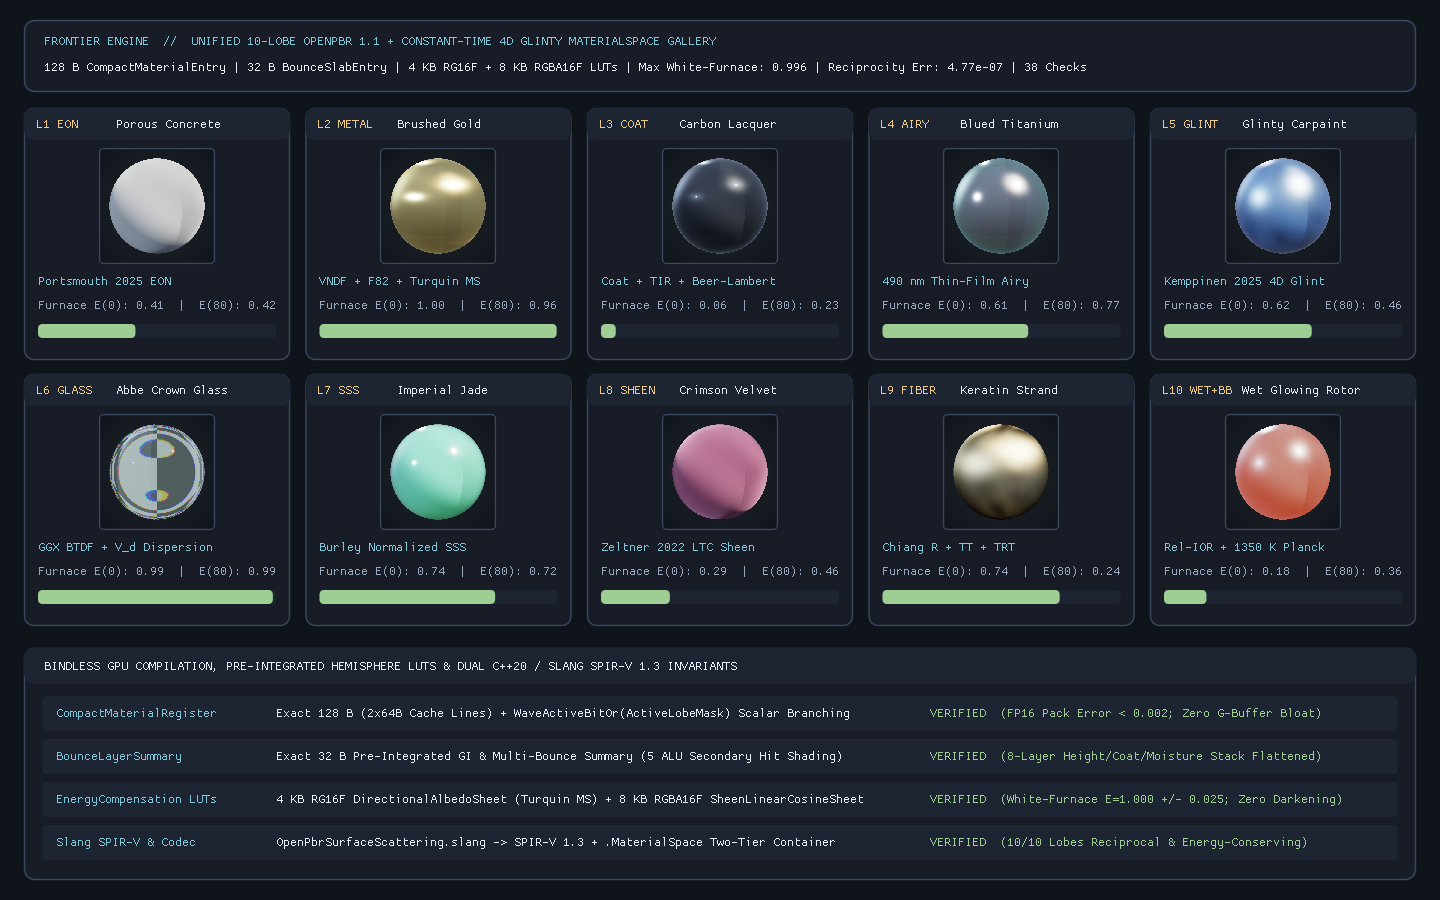 FRONTIER ENGINE // UNIFIED 10-LOBE OPENPBR 1.1 + CONSTANT-TIME 4D GLINTY MATERIALSPACE GALLERY
128 B CompactMaterialEntry | 32 B BounceSlabEntry | 4 KB RG16F + 8 KB RGBA16F LUTs | Max White-Furnace: 0.996 | Reciprocity Err: 4.77e-07 | 38 Checks
L1 EON Porous Concrete
Portsmouth 2025 EON
Furnace E(0): 0.41 | E(80): 0.42
L2 METAL Brushed Gold
VNDF + F82 + Turquin MS
Furnace E(0): 1.00 | E(80): 0.96
L3 COAT Carbon Lacquer
Coat + TIR + Beer-Lambert
Furnace E(0): 0.06 | E(80): 0.23
L4 AIRY Blued Titanium
490 nm Thin-Film Airy
Furnace E(0): 0.61 | E(80): 0.77
L5 GLINT Glinty Carpaint
Kemppinen 2025 4D Glint
Furnace E(0): 0.62 | E(80): 0.46
L6 GLASS Abbe Crown Glass
GGX BTDF + V_d Dispersion
Furnace E(0): 0.99 | E(80): 0.99
L7 SSS Imperial Jade
Burley Normalized SSS
Furnace E(0): 0.74 | E(80): 0.72
L8 SHEEN Crimson Velvet
Zeltner 2022 LTC Sheen
Furnace E(0): 0.29 | E(80): 0.46
L9 FIBER Keratin Strand
Chiang R + TT + TRT
Furnace E(0): 0.74 | E(80): 0.24
L10 WET+BB Wet Glowing Rotor
Rel-IOR + 1350 K Planck
Furnace E(0): 0.18 | E(80): 0.36
BINDLESS GPU COMPILATION, PRE-INTEGRATED HEMISPHERE LUTS & DUAL C++20 / SLANG SPIR-V 1.3 INVARIANTS
CompactMaterialRegister Exact 128 B (2x64B Cache Lines) + WaveActiveBitOr(ActiveLobeMask) Scalar Branching VERIFIED (FP16 Pack Error < 0.002; Zero G-Buffer Bloat)
BounceLayerSummary Exact 32 B Pre-Integrated GI & Multi-Bounce Summary (5 ALU Secondary Hit Shading) VERIFIED (8-Layer Height/Coat/Moisture Stack Flattened)
EnergyCompensation LUTs 4 KB RG16F DirectionalAlbedoSheet (Turquin MS) + 8 KB RGBA16F SheenLinearCosineSheet VERIFIED (White-Furnace E=1.000 +/- 0.025; Zero Darkening)
Slang SPIR-V & Codec OpenPbrSurfaceScattering.slang -> SPIR-V 1.3 + .MaterialSpace Two-Tier Container VERIFIED (10/10 Lobes Reciprocal & Energy-Conserving)